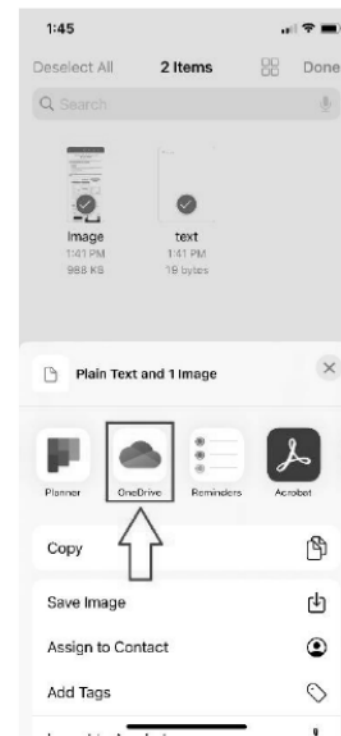 1:45
Deselect All 2 Items Done
Search
Image text
1:41 PM 1:41 PM
988 KB 19 bytes
Plain Text and 1 Image
Planner OneDrive Reminders Acrobat
Copy
Save Image
Assign to Contact
Add Tags